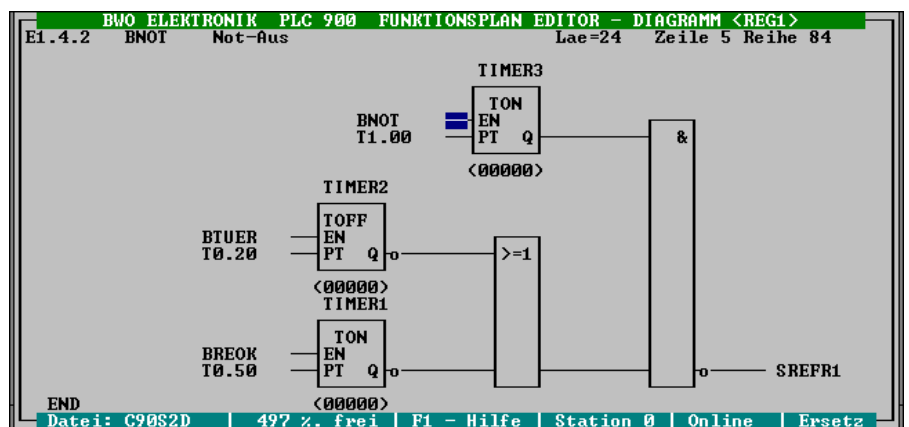 BWO ELEKTRONIK PLC 900 FUNKTIONSPLAN EDITOR - DIAGRAMM <REG1>
E1.4.2 BNOT Not-Aus Lae=24 Zeile 5 Reihe 84
TIMER3
TON
BNOT EN
T1.00 PT Q &
(00000)
TIMER2
TOFF
BTUER EN
T0.20 PT Q o >=1
(00000)
TIMER1
TON
BREOK EN
T0.50 PT Q o o SREFR1
END (00000)
Datei: C90S2D | 497 %. frei | F1 - Hilfe | Station 0 | Online | Ersetz